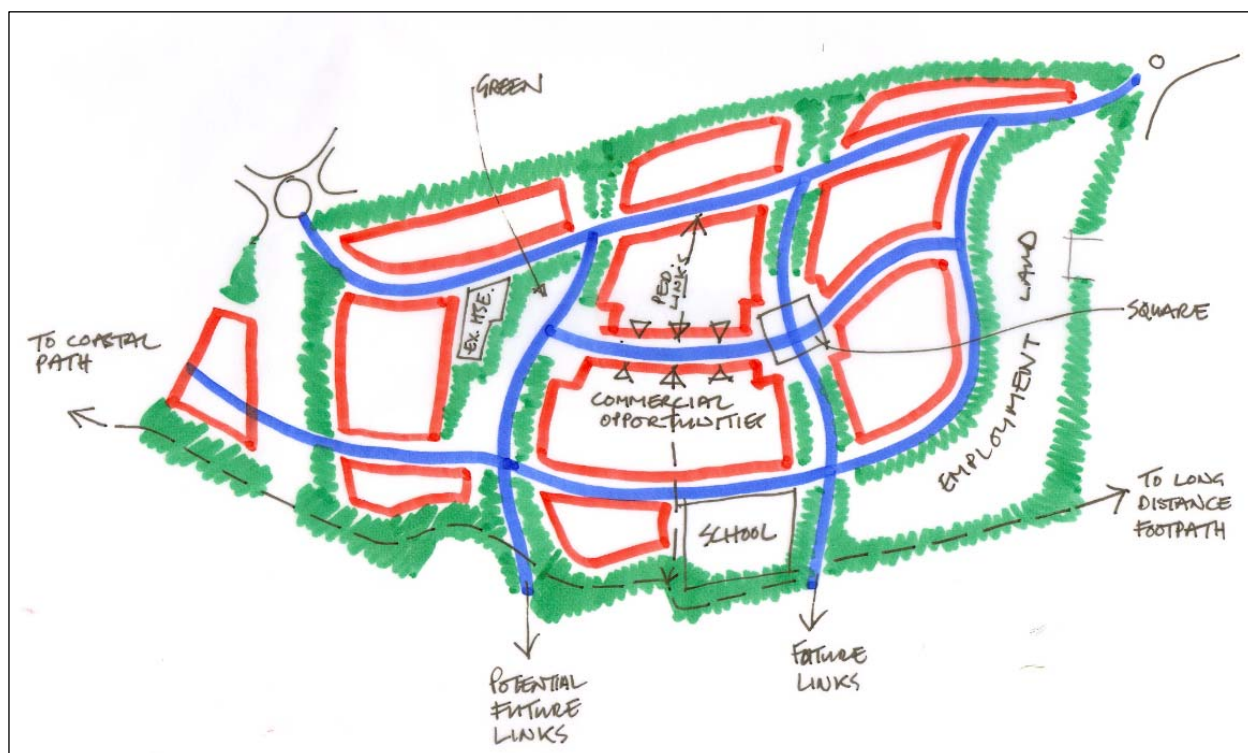 GREEN
EX. HSE.
PED.
LINKS
LAND
EMPLOYMENT
SQUARE
TO COASTAL
PATH
COMMERCIAL
OPPORTUNITIES
SCHOOL
TO LONG
DISTANCE
FOOTPATH
POTENTIAL
FUTURE
LINKS
FUTURE
LINKS